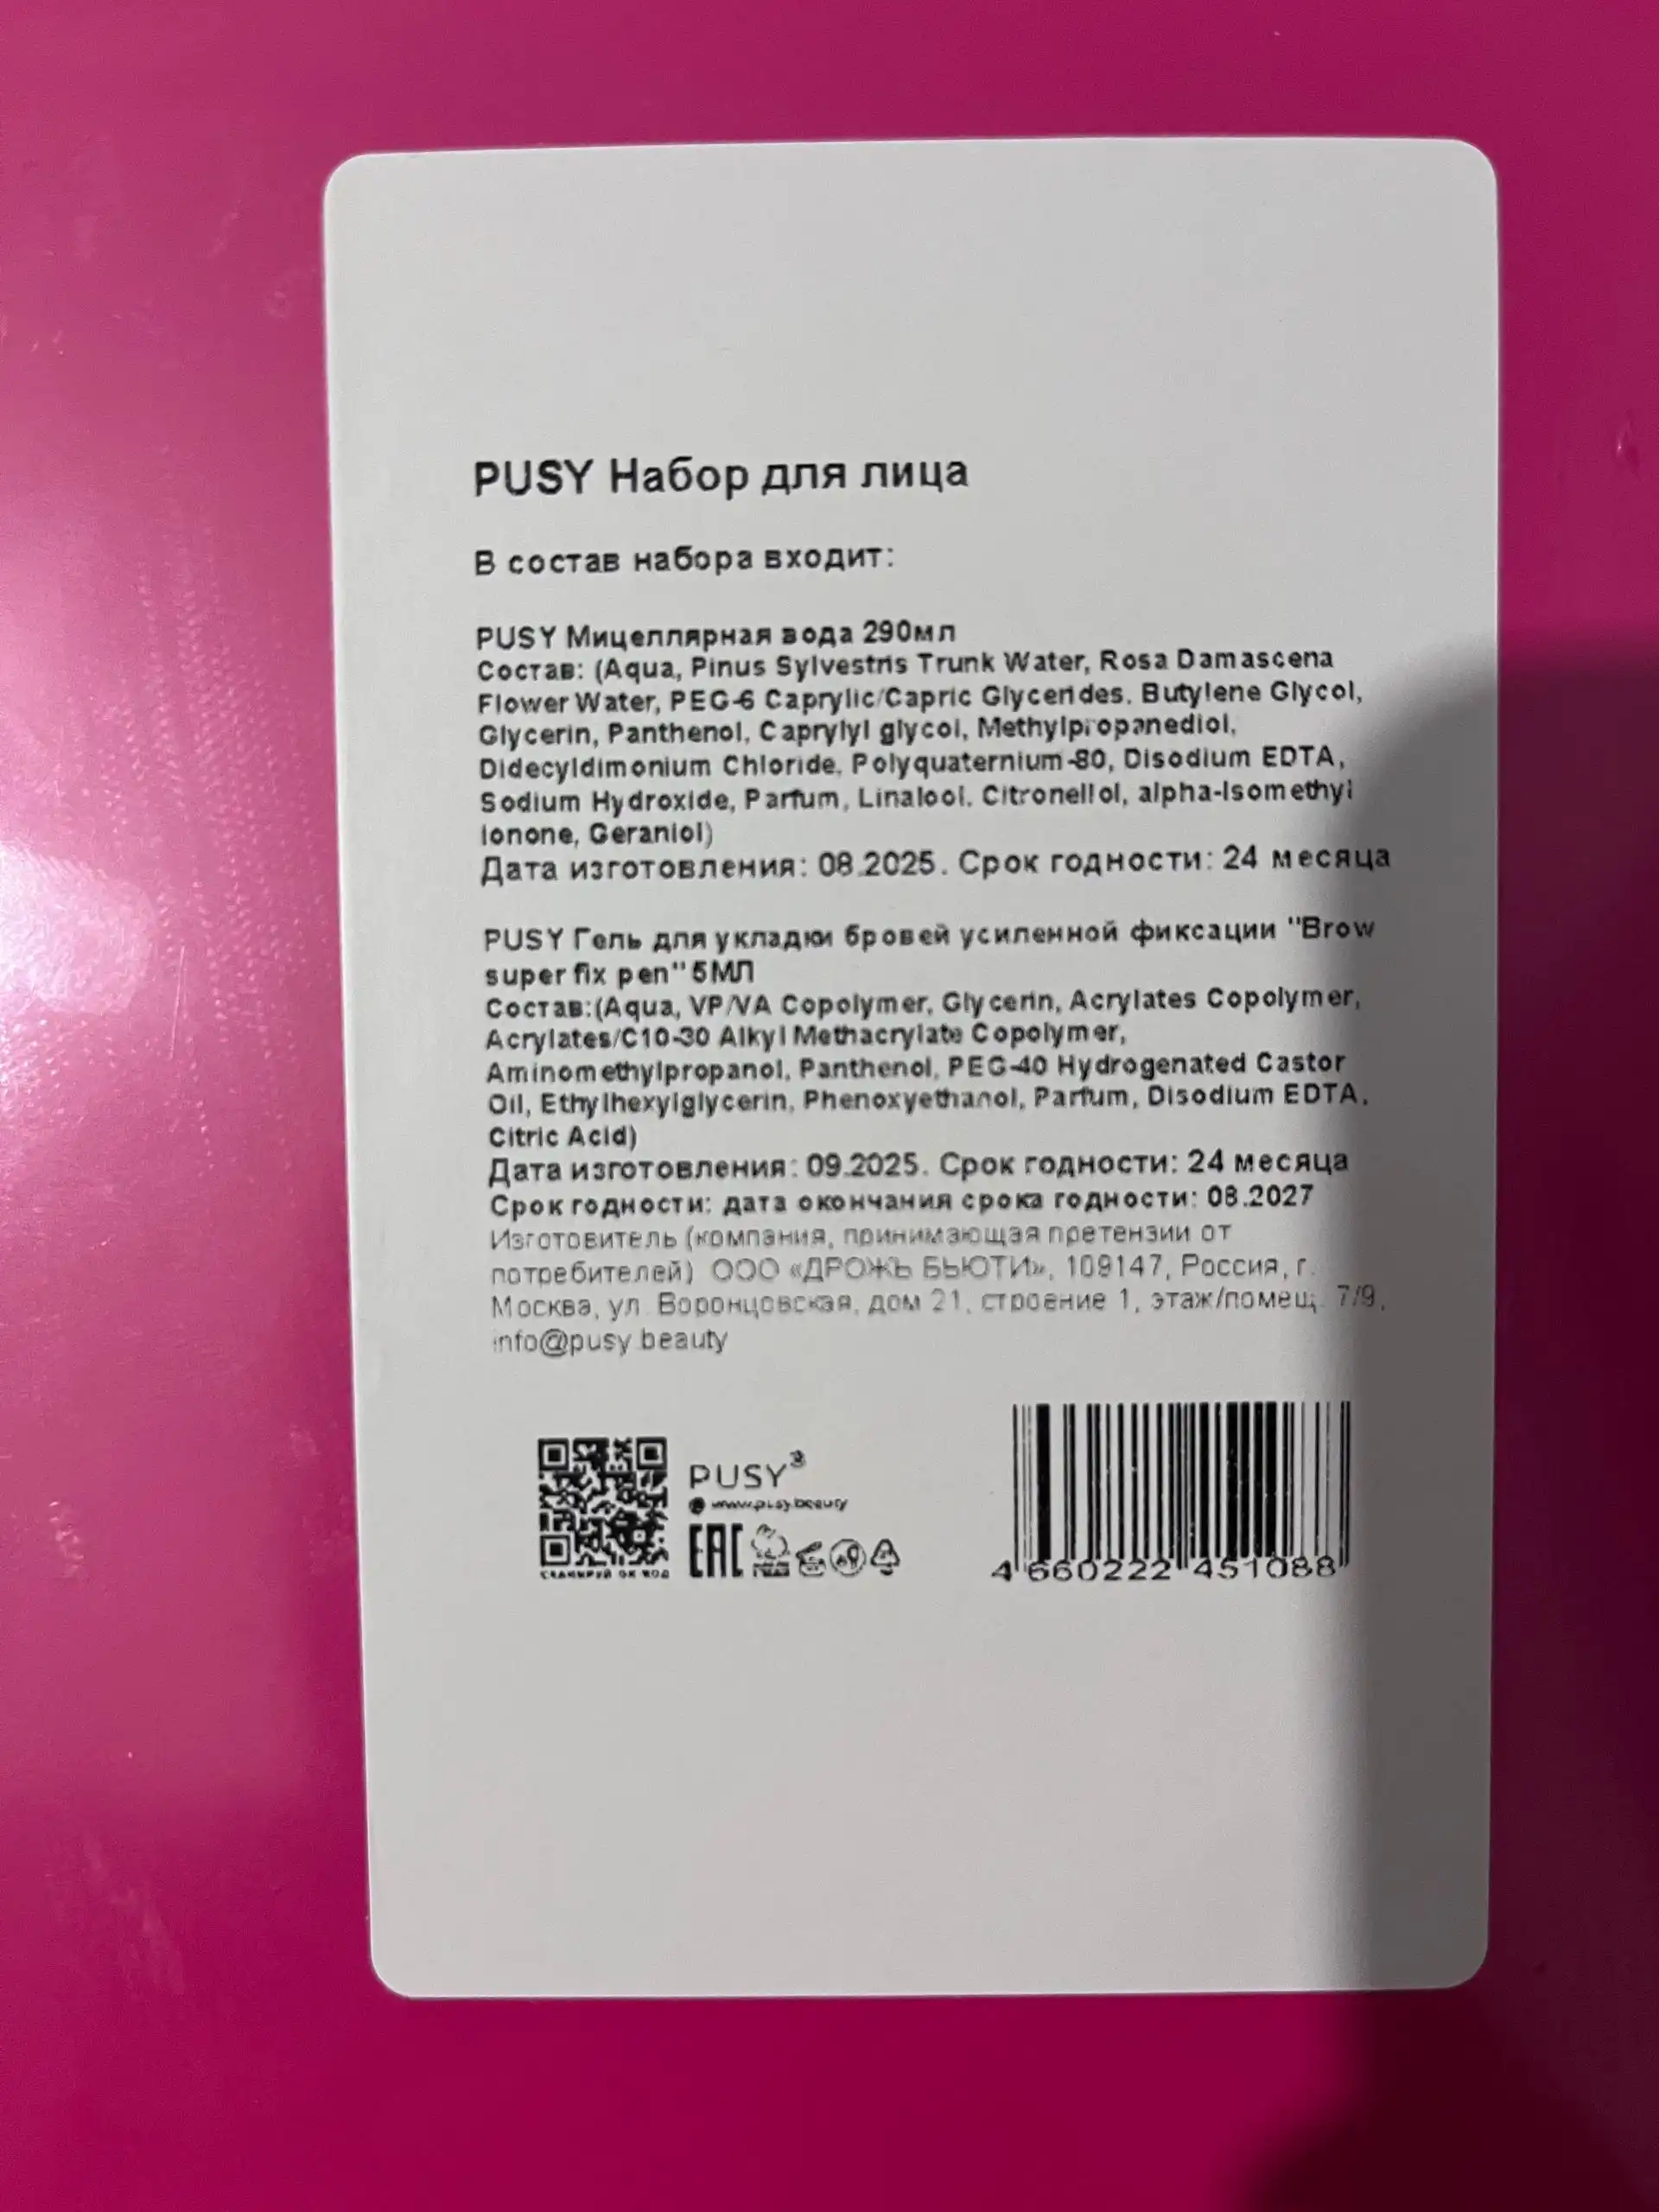 PUSY Набор для лица
В состав набора входит:
PUSY Мицеллярная вода 290мл
Состав: (Aqua, Pinus Sylvestris Trunk Water, Rosa Damascena
Flower Water, PEG-6 Caprylic/Capric Glycerides, Butylene Glycol,
Glycerin, Panthenol, Caprylyl glycol, Methylpropanediol,
Didecyldimonium Chloride, Polyquaternium-80, Disodium EDTA,
Sodium Hydroxide, Parfum, Linalool, Citronellol, alpha-Isomethyl
Ionone, Geraniol)
Дата изготовления: 08.2025. Срок годности: 24 месяца
PUSY Гель для укладки бровей усиленной фиксации "Brow
super fix pen" 5МЛ
Состав:(Aqua, VP/VA Copolymer, Glycerin, Acrylates Copolymer,
Acrylates/C10-30 Alkyl Methacrylate Copolymer,
Aminomethylpropanol, Panthenol, PEG-40 Hydrogenated Castor
Oil, Ethylhexylglycerin, Phenoxyethanol, Parfum, Disodium EDTA,
Citric Acid)
Дата изготовления: 09.2025. Срок годности: 24 месяца
Срок годности: дата окончания срока годности: 08.2027
Изготовитель (компания, принимающая претензии от
потребителей) ООО «ДРОЖЬ БЬЮТИ», 109147, Россия, г.
Москва, ул. Воронцовская, дом 21, строение 1, этаж/помещ. 7/9,
info@pusy.beauty
PUSY³
www.pusy.beauty
EAC
СКАНИРУЙ QR КОД
4 660222 451088